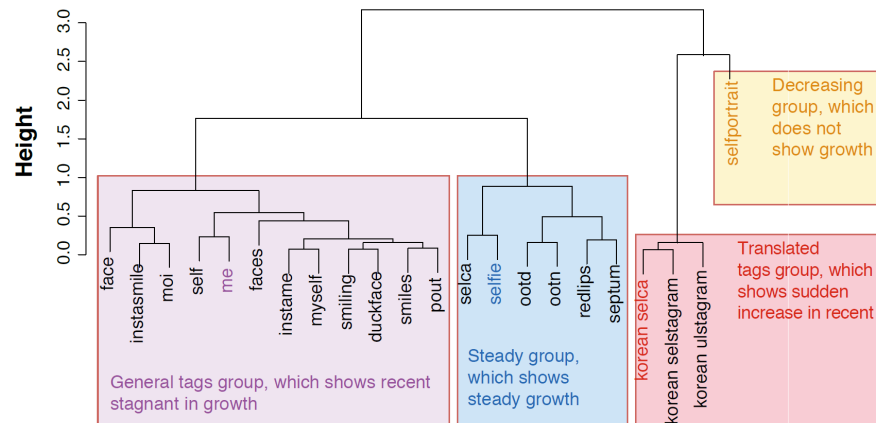 Height
3.0
2.5
2.0
1.5
1.0
0.5
0.0
face
instasmile
moi
self
me
faces
instame
myself
smiling
duckface
smiles
pout
selca
selfie
ootd
ootn
redlips
septum
korean selca
korean selstagram
korean ulstagram
selfportrait
Decreasing
group, which
does not
show growth
Translated
tags group, which
shows sudden
increase in recent
Steady group,
which shows
steady growth
General tags group, which shows recent
stagnant in growth